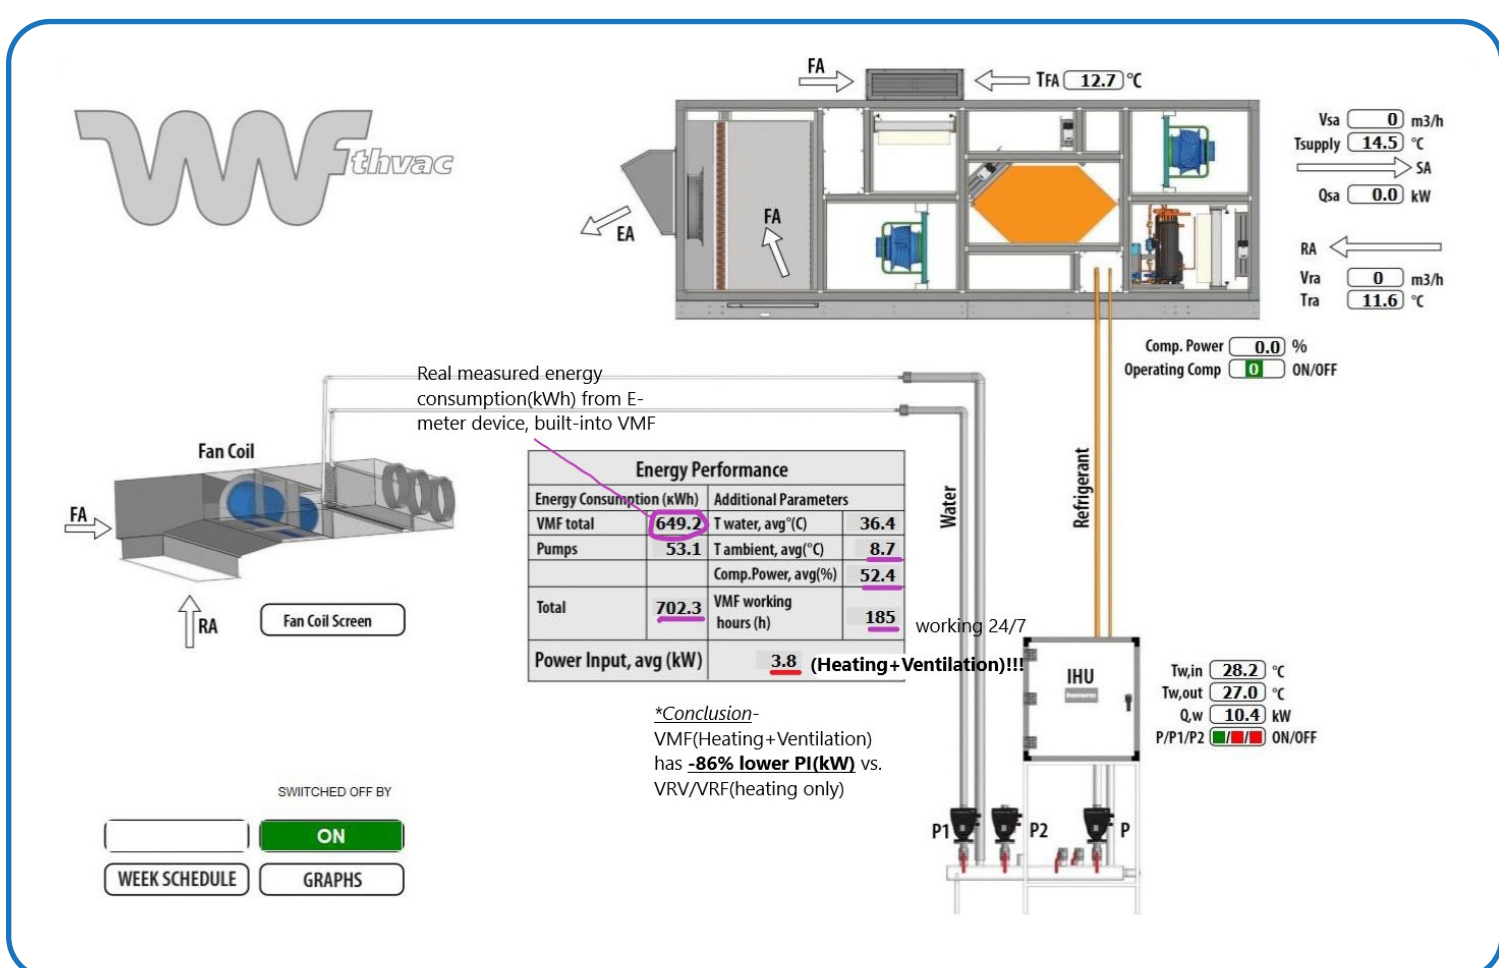 FA
TFA 12.7 °C
VMF
thvac
Vsa 0 m3/h
Tsupply 14.5 °C
SA
Qsa 0.0 kW
FA
EA
RA
Vra 0 m3/h
Tra 11.6 °C
Comp. Power 0.0 %
Operating Comp 0 ON/OFF
Real measured energy
consumption(kWh) from E-
meter device, built-into VMF
Fan Coil
FA
RA
Fan Coil Screen
Energy Performance
Energy Consumption (кWh) Additional Parameters
VMF total 649.2 T water, avg°(C) 36.4
Pumps 53.1 T ambient, avg(°C) 8.7
Comp.Power, avg(%) 52.4
Total 702.3 VMF working
hours (h) 185
working 24/7
Power Input, avg (kW) 3.8 (Heating+Ventilation)!!!
Water
Refrigerant
*Conclusion-
VMF(Heating+Ventilation)
has -86% lower PI(kW) vs.
VRV/VRF(heating only)
IHU
Tw,in 28.2 °C
Tw,out 27.0 °C
Q,w 10.4 kW
P/P1/P2 / / ON/OFF
SWIITCHED OFF BY
ON
WEEK SCHEDULE GRAPHS
P1 P2 P